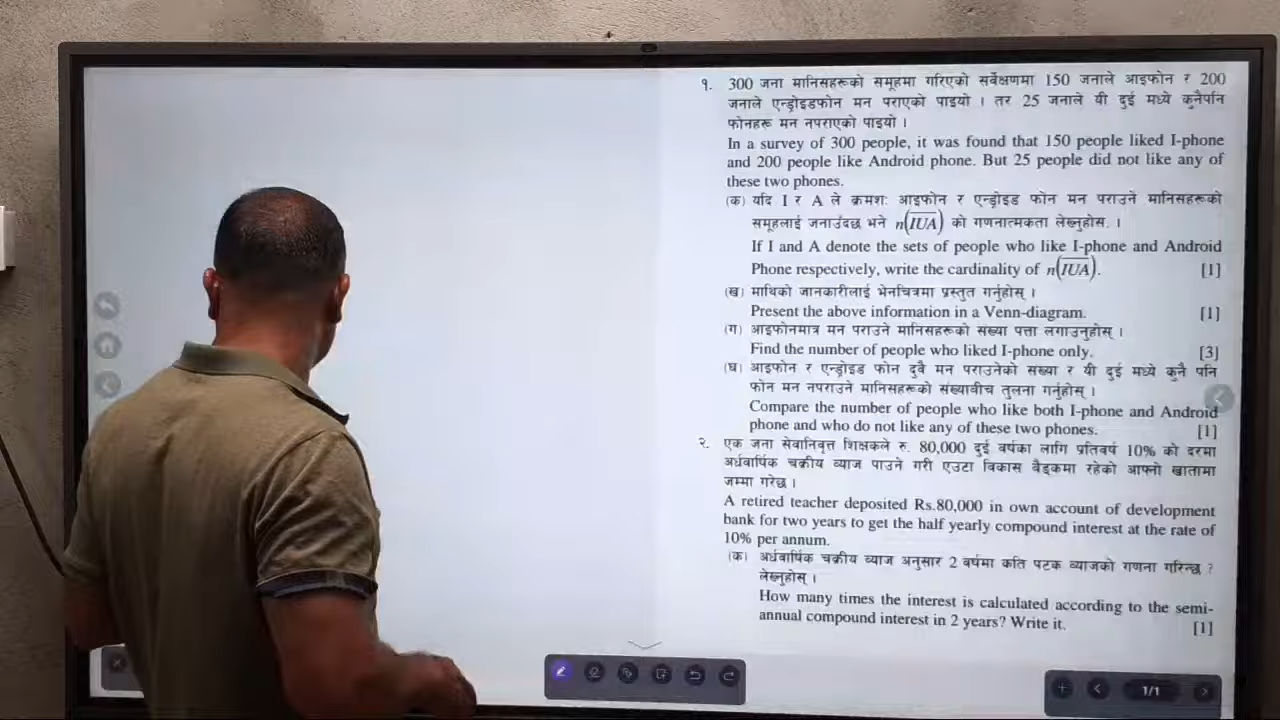 १. 300 जना मानिसहरूको समूहमा गरिएको सर्वेक्षणमा 150 जनाले आइफोन र 200
जनाले एन्ड्रोइडफोन मन पराएको पाइयो । तर 25 जनाले यी दुई मध्ये कुनैपनि
फोनहरू मन नपराएको पाइयो ।
In a survey of 300 people, it was found that 150 people liked I-phone
and 200 people like Android phone. But 25 people did not like any of
these two phones.
(क) यदि I र A ले क्रमशः आइफोन र एन्ड्रोइड फोन मन पराउने मानिसहरूको
समूहलाई जनाउँदछ भने n(\overline{IUA}) को गणनात्मकता लेख्नुहोस् ।
If I and A denote the sets of people who like I-phone and Android
Phone respectively, write the cardinality of n(\overline{IUA}). [1]
(ख) माथिको जानकारीलाई भेनचित्रमा प्रस्तुत गर्नुहोस् ।
Present the above information in a Venn-diagram. [1]
(ग) आइफोनमात्र मन पराउने मानिसहरूको संख्या पत्ता लगाउनुहोस् ।
Find the number of people who liked I-phone only. [3]
(घ) आइफोन र एन्ड्रोइड फोन दुवै मन पराउनेको संख्या र यी दुई मध्ये कुनै पनि
फोन मन नपराउने मानिसहरूको संख्याबीच तुलना गर्नुहोस् ।
Compare the number of people who like both I-phone and Android
phone and who do not like any of these two phones. [1]
२. एक जना सेवानिवृत्त शिक्षकले रु. 80,000 दुई वर्षका लागि प्रतिवर्ष 10% को दरमा
अर्धवार्षिक चक्रीय व्याज पाउने गरी एउटा विकास बैङ्कमा रहेको आफ्नो खातामा
जम्मा गरेछ ।
A retired teacher deposited Rs.80,000 in own account of development
bank for two years to get the half yearly compound interest at the rate of
10% per annum.
(क) अर्धवार्षिक चक्रीय व्याज अनुसार 2 वर्षमा कति पटक व्याजको गणना गरिन्छ ?
लेख्नुहोस् ।
How many times the interest is calculated according to the semi-
annual compound interest in 2 years? Write it. [1]
1/1